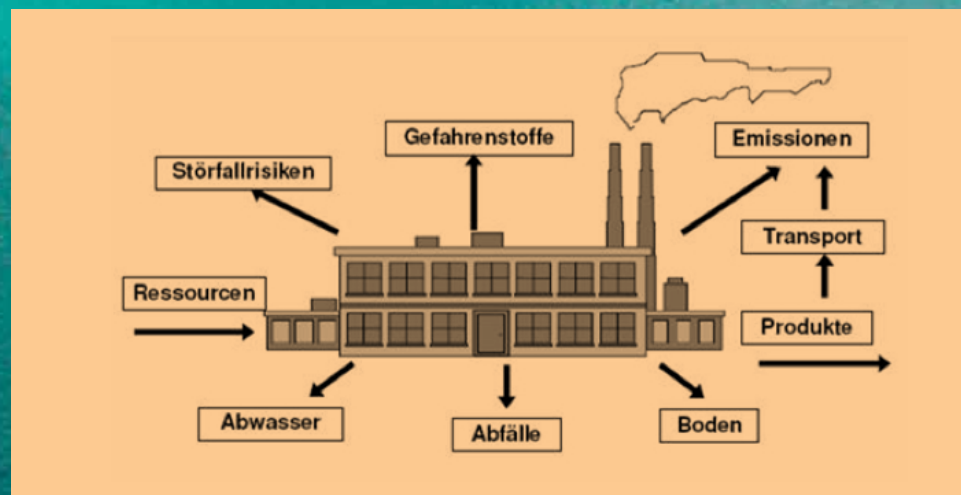 Gefahrenstoffe
Emissionen
Störfallrisiken
Transport
Ressourcen
Produkte
Abwasser
Abfälle
Boden